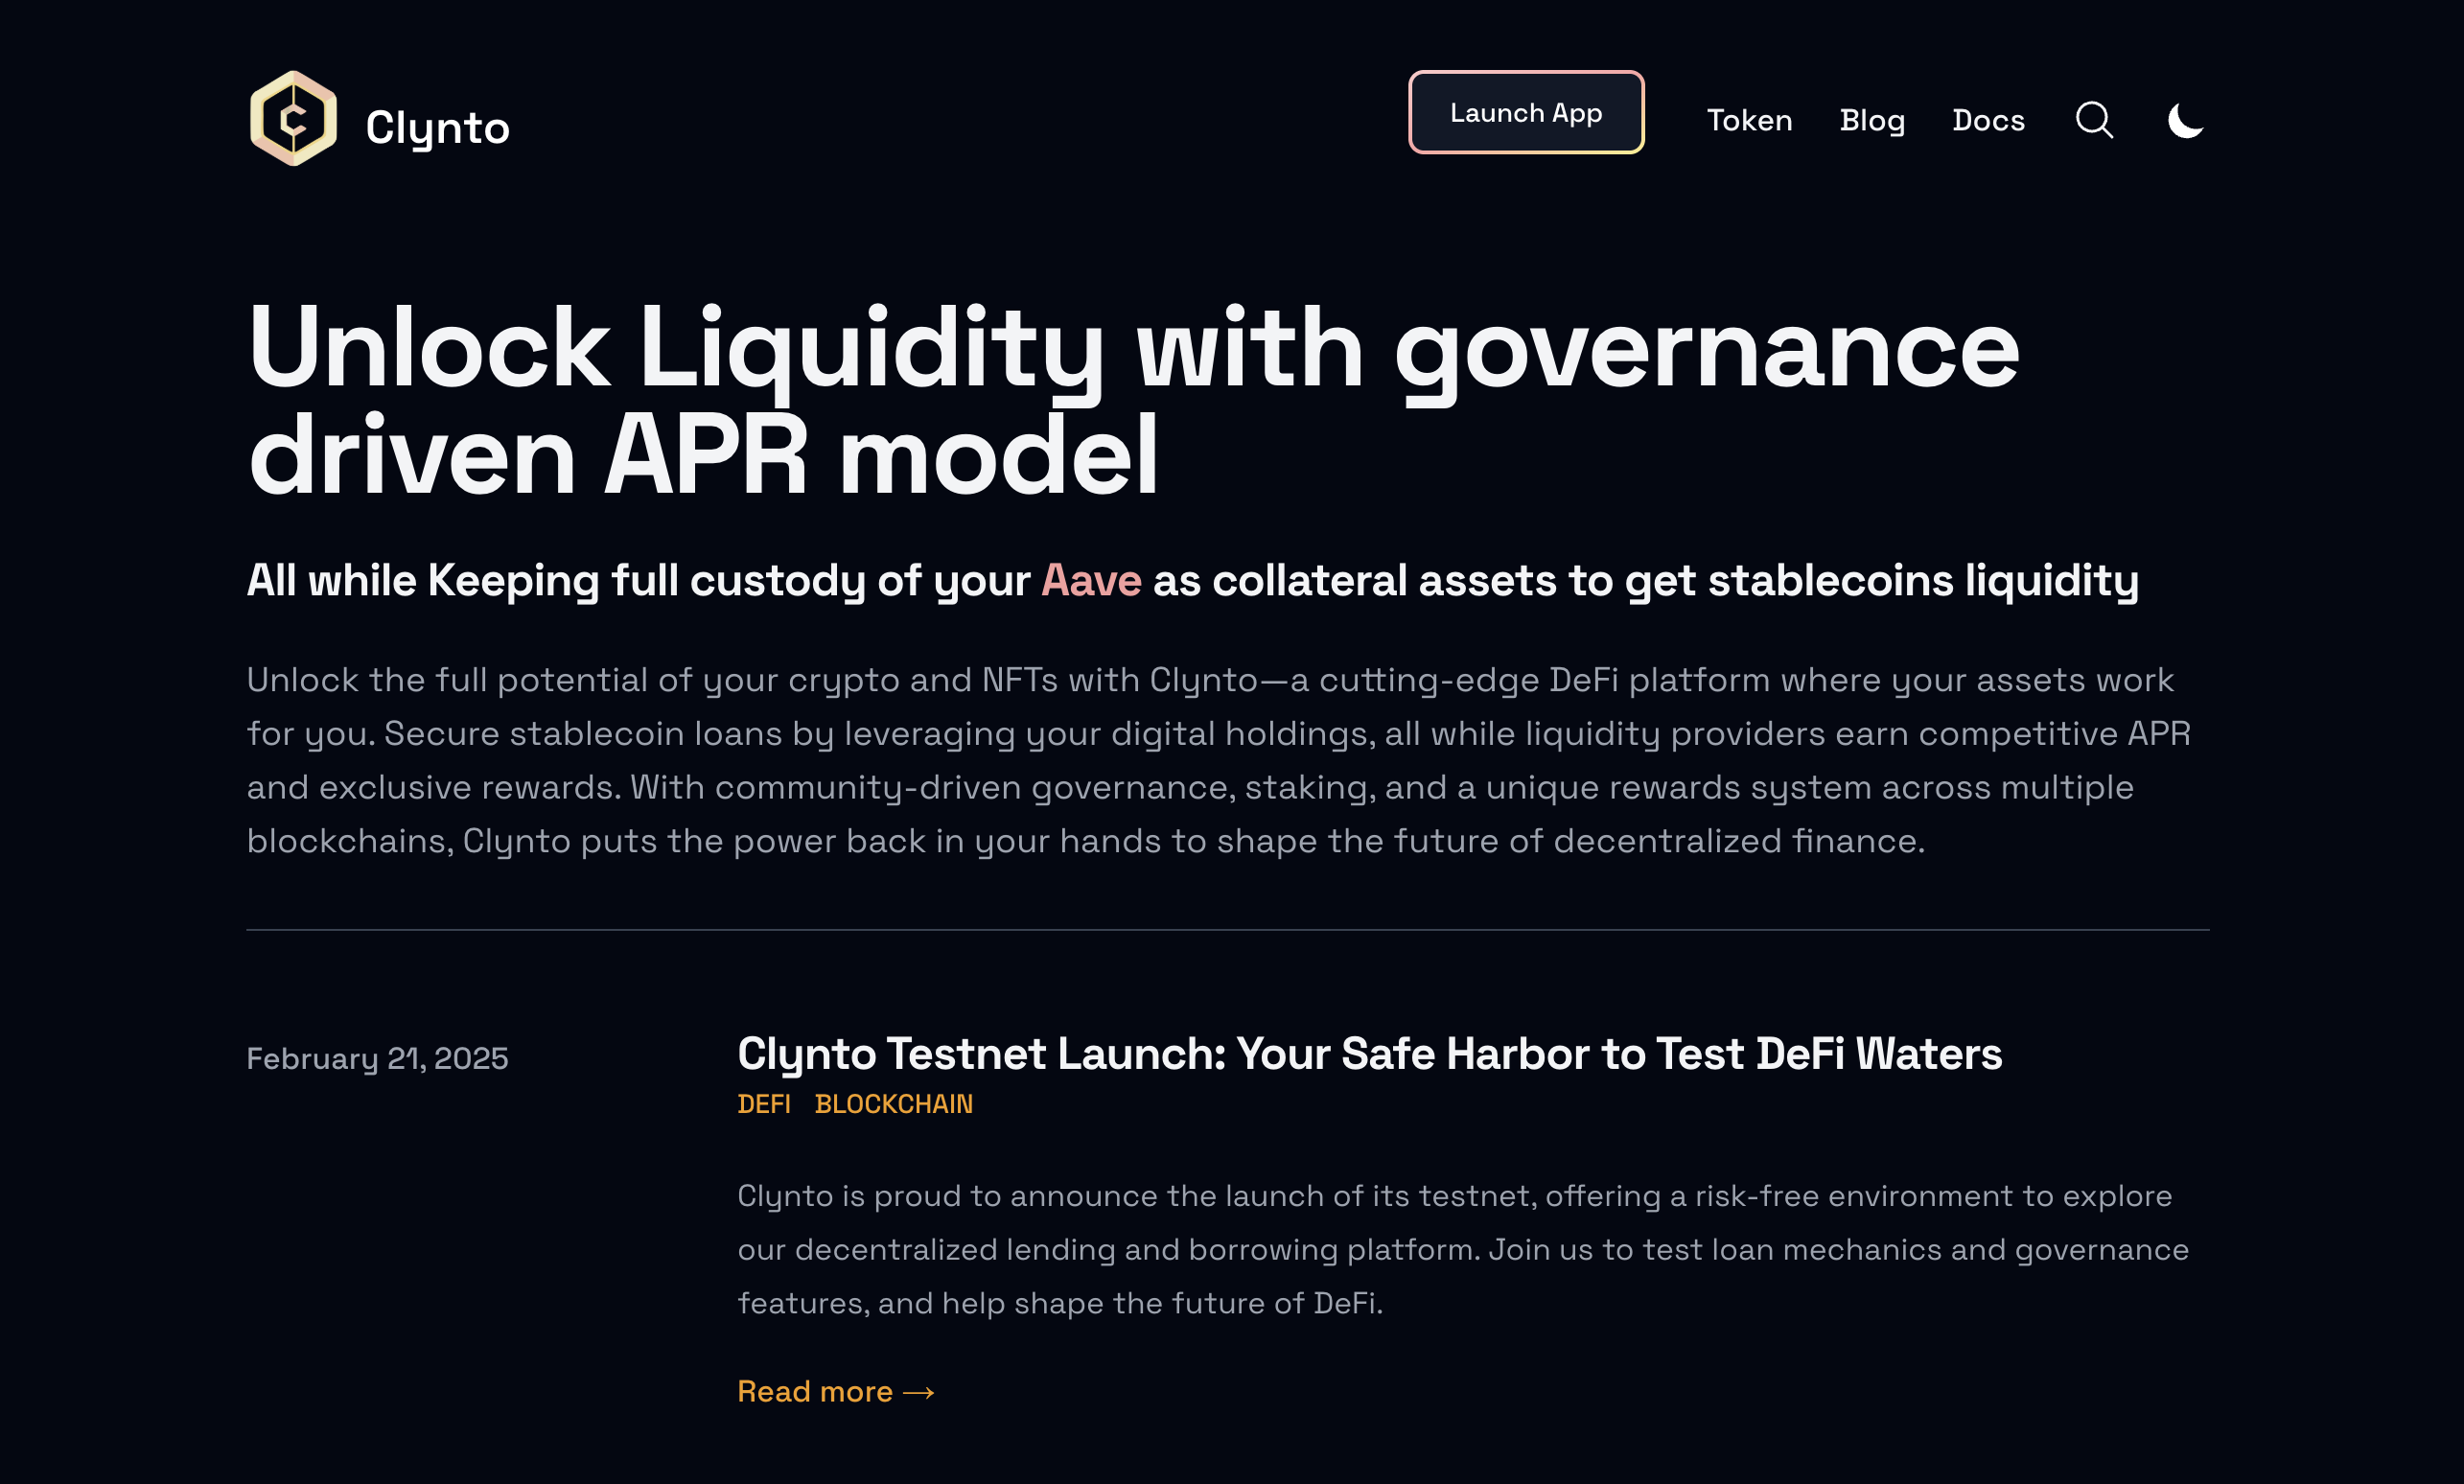 Clynto
Launch App
Token
Blog
Docs
Unlock Liquidity with governance
driven APR model
All while Keeping full custody of your Aave as collateral assets to get stablecoins liquidity
Unlock the full potential of your crypto and NFTs with Clynto—a cutting-edge DeFi platform where your assets work
for you. Secure stablecoin loans by leveraging your digital holdings, all while liquidity providers earn competitive APR
and exclusive rewards. With community-driven governance, staking, and a unique rewards system across multiple
blockchains, Clynto puts the power back in your hands to shape the future of decentralized finance.
February 21, 2025
Clynto Testnet Launch: Your Safe Harbor to Test DeFi Waters
DEFI BLOCKCHAIN
Clynto is proud to announce the launch of its testnet, offering a risk-free environment to explore
our decentralized lending and borrowing platform. Join us to test loan mechanics and governance
features, and help shape the future of DeFi.
Read more →